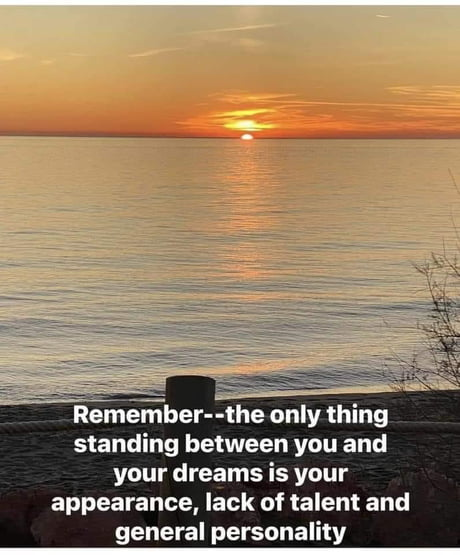 Remember--the only thing
standing between you and
your dreams is your
appearance, lack of talent and
general personality